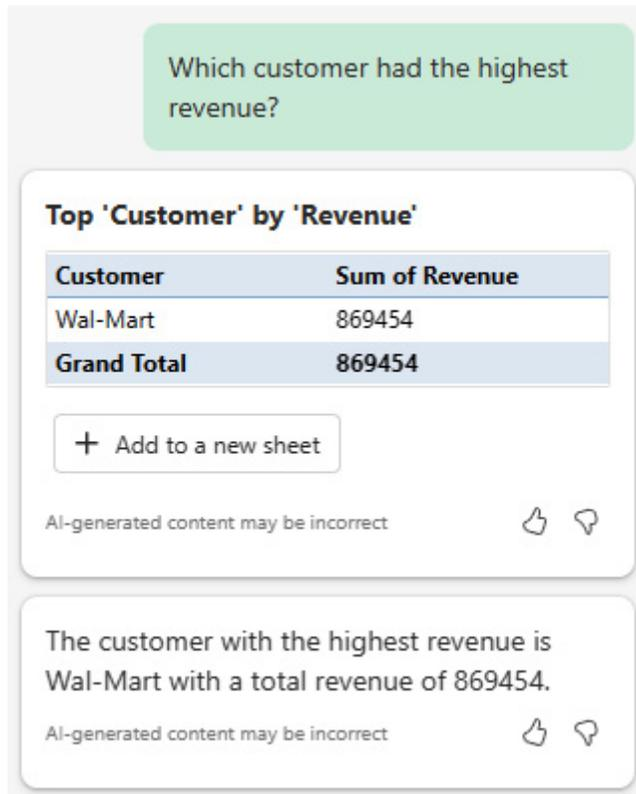 Which customer had the highest
revenue?
Top 'Customer' by 'Revenue'
Customer Sum of Revenue
Wal-Mart 869454
Grand Total 869454
+ Add to a new sheet
AI-generated content may be incorrect
The customer with the highest revenue is
Wal-Mart with a total revenue of 869454.
AI-generated content may be incorrect